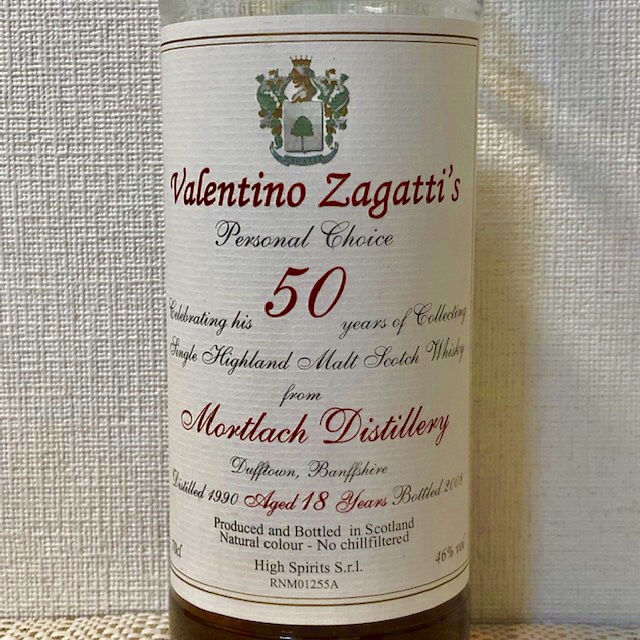 ZAGATTI
Valentino Zagatti's
Personal Choice
Celebrating his 50 years of Collecting
Single Highland Malt Scotch Whisky
from
Mortlach Distillery
Dufftown, Banffshire
Distilled 1990 Aged 18 Years Bottled 2008
Produced and Bottled in Scotland
Natural colour - No chillfiltered
70cl 46% vol
High Spirits S.r.l.
RNM01255A